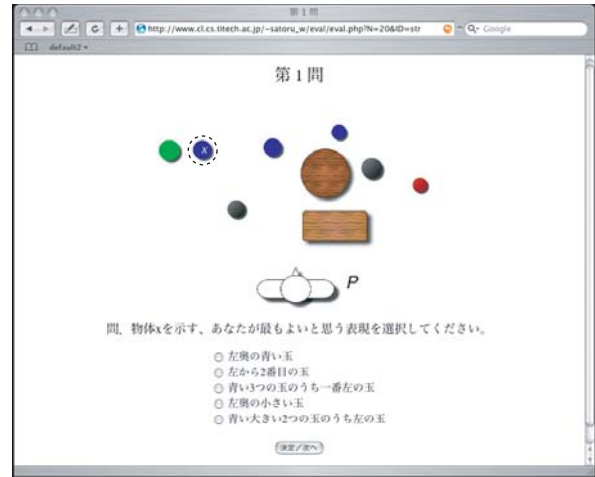 第1問
http://www.cl.cs.titech.ac.jp/~satoru_w/eval/eval.php?N=20&ID=str
Google
default2
第1問
X
P
問．物体xを示す、あなたが最もよいと思う表現を選択してください。
左奥の青い玉
左から2番目の玉
青い3つの玉のうち一番左の玉
左奥の小さい玉
青い大きい2つの玉のうち左の玉
決定/次へ